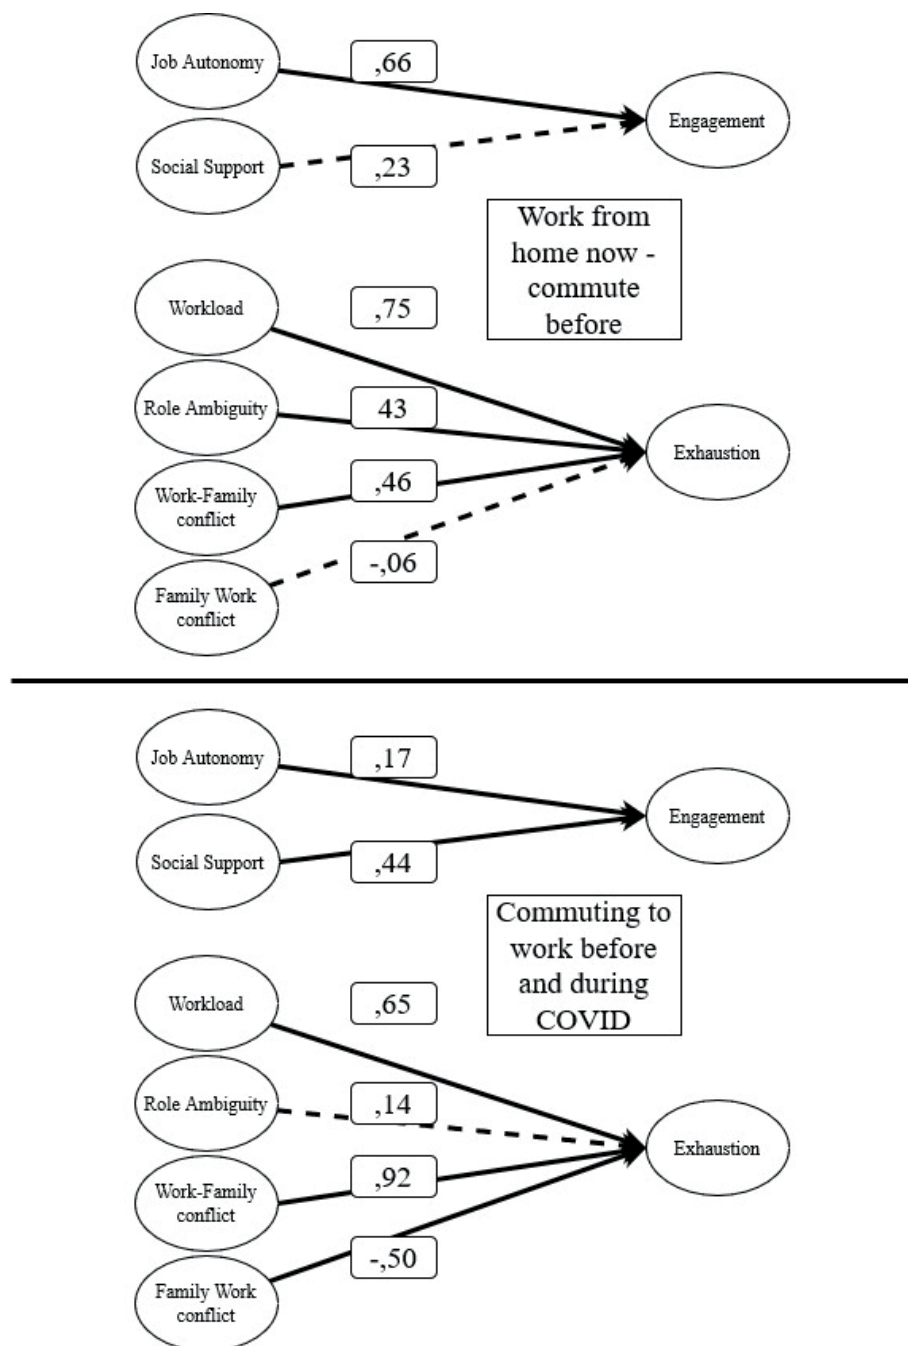 Job Autonomy
,66
Engagement
Social Support
,23
Work from
home now -
commute
before
Workload
,75
Role Ambiguity
43
Exhaustion
Work-Family
conflict
,46
-,06
Family Work
conflict
Job Autonomy
,17
Engagement
Social Support
,44
Commuting to
work before
and during
COVID
Workload
,65
Role Ambiguity
,14
Exhaustion
Work-Family
conflict
,92
-,50
Family Work
conflict